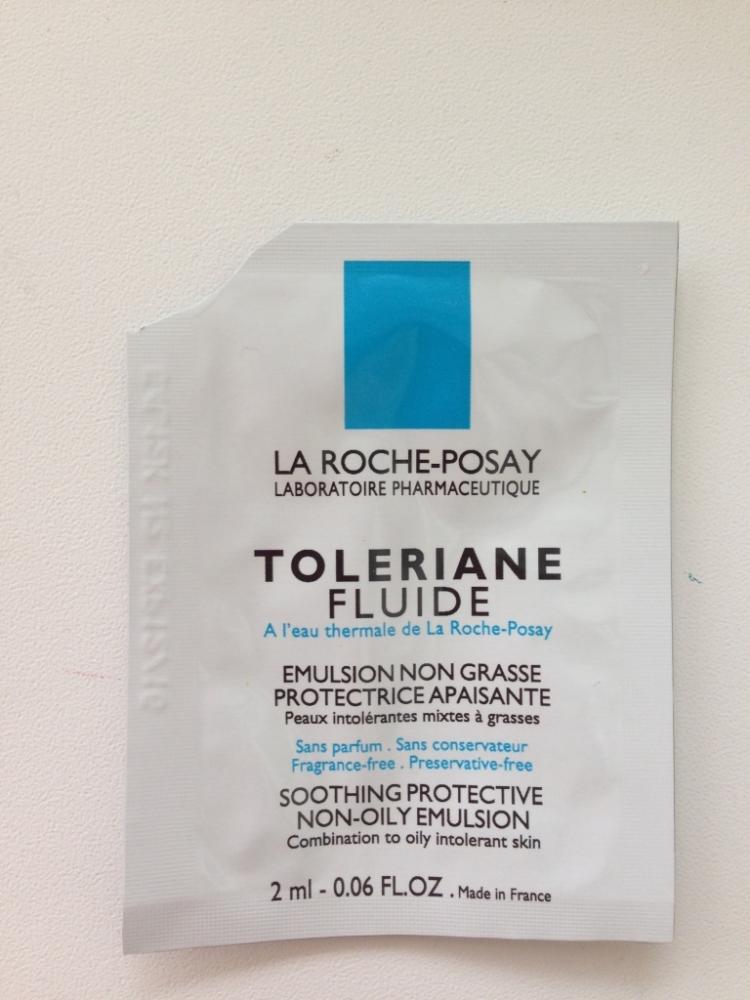 LA ROCHE-POSAY
LABORATOIRE PHARMACEUTIQUE
TOLERIANE
FLUIDE
A l'eau thermale de La Roche-Posay
EMULSION NON GRASSE
PROTECTRICE APAISANTE
Peaux intolérantes mixtes à grasses
Sans parfum . Sans conservateur
Fragrance-free . Preservative-free
SOOTHING PROTECTIVE
NON-OILY EMULSION
Combination to oily intolerant skin
2 ml - 0.06 FL.OZ . Made in France